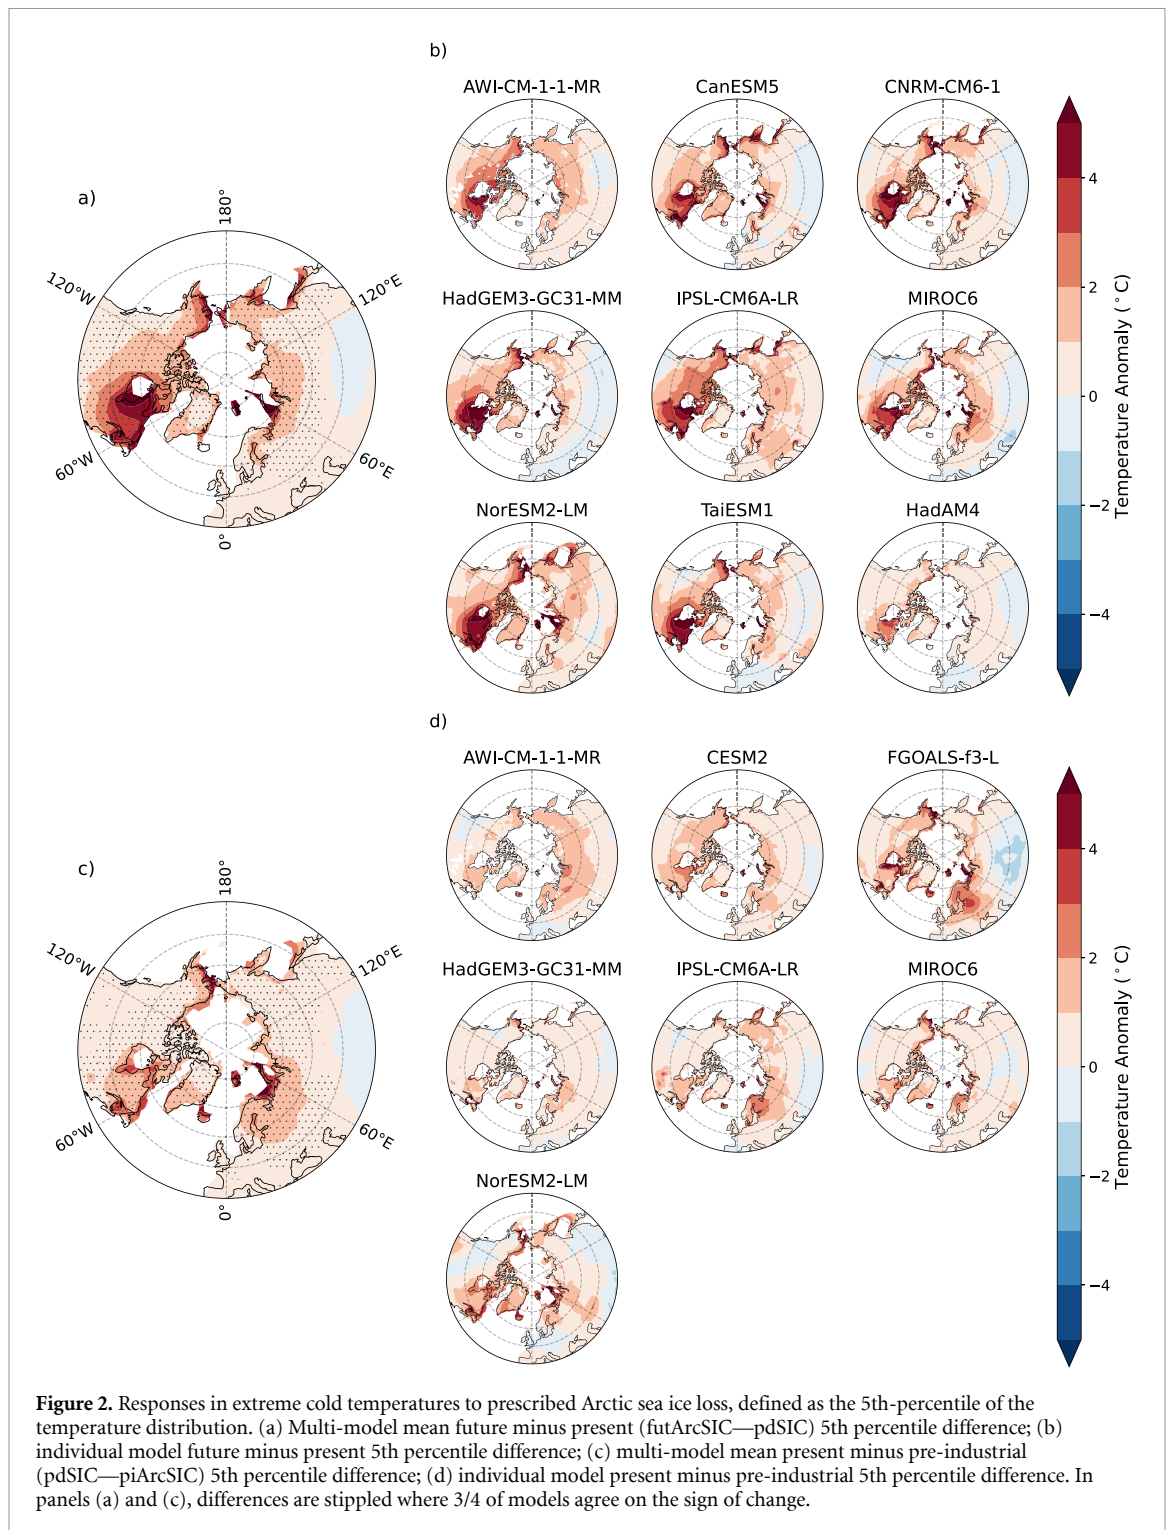 b)
AWI-CM-1-1-MR
CanESM5
CNRM-CM6-1
a)
180°
120°W
120°E
60°W
60°E
0°
HadGEM3-GC31-MM
IPSL-CM6A-LR
MIROC6
NorESM2-LM
TaiESM1
HadAM4
4
2
0
−2
−4
Temperature Anomaly (°C)
d)
AWI-CM-1-1-MR
CESM2
FGOALS-f3-L
c)
180°
120°W
120°E
60°W
60°E
0°
HadGEM3-GC31-MM
IPSL-CM6A-LR
MIROC6
NorESM2-LM
4
2
0
−2
−4
Temperature Anomaly (°C)
Figure 2. Responses in extreme cold temperatures to prescribed Arctic sea ice loss, defined as the 5th-percentile of the
temperature distribution. (a) Multi-model mean future minus present (futArcSIC—pdSIC) 5th percentile difference; (b)
individual model future minus present 5th percentile difference; (c) multi-model mean present minus pre-industrial
(pdSIC—piArcSIC) 5th percentile difference; (d) individual model present minus pre-industrial 5th percentile difference. In
panels (a) and (c), differences are stippled where 3/4 of models agree on the sign of change.